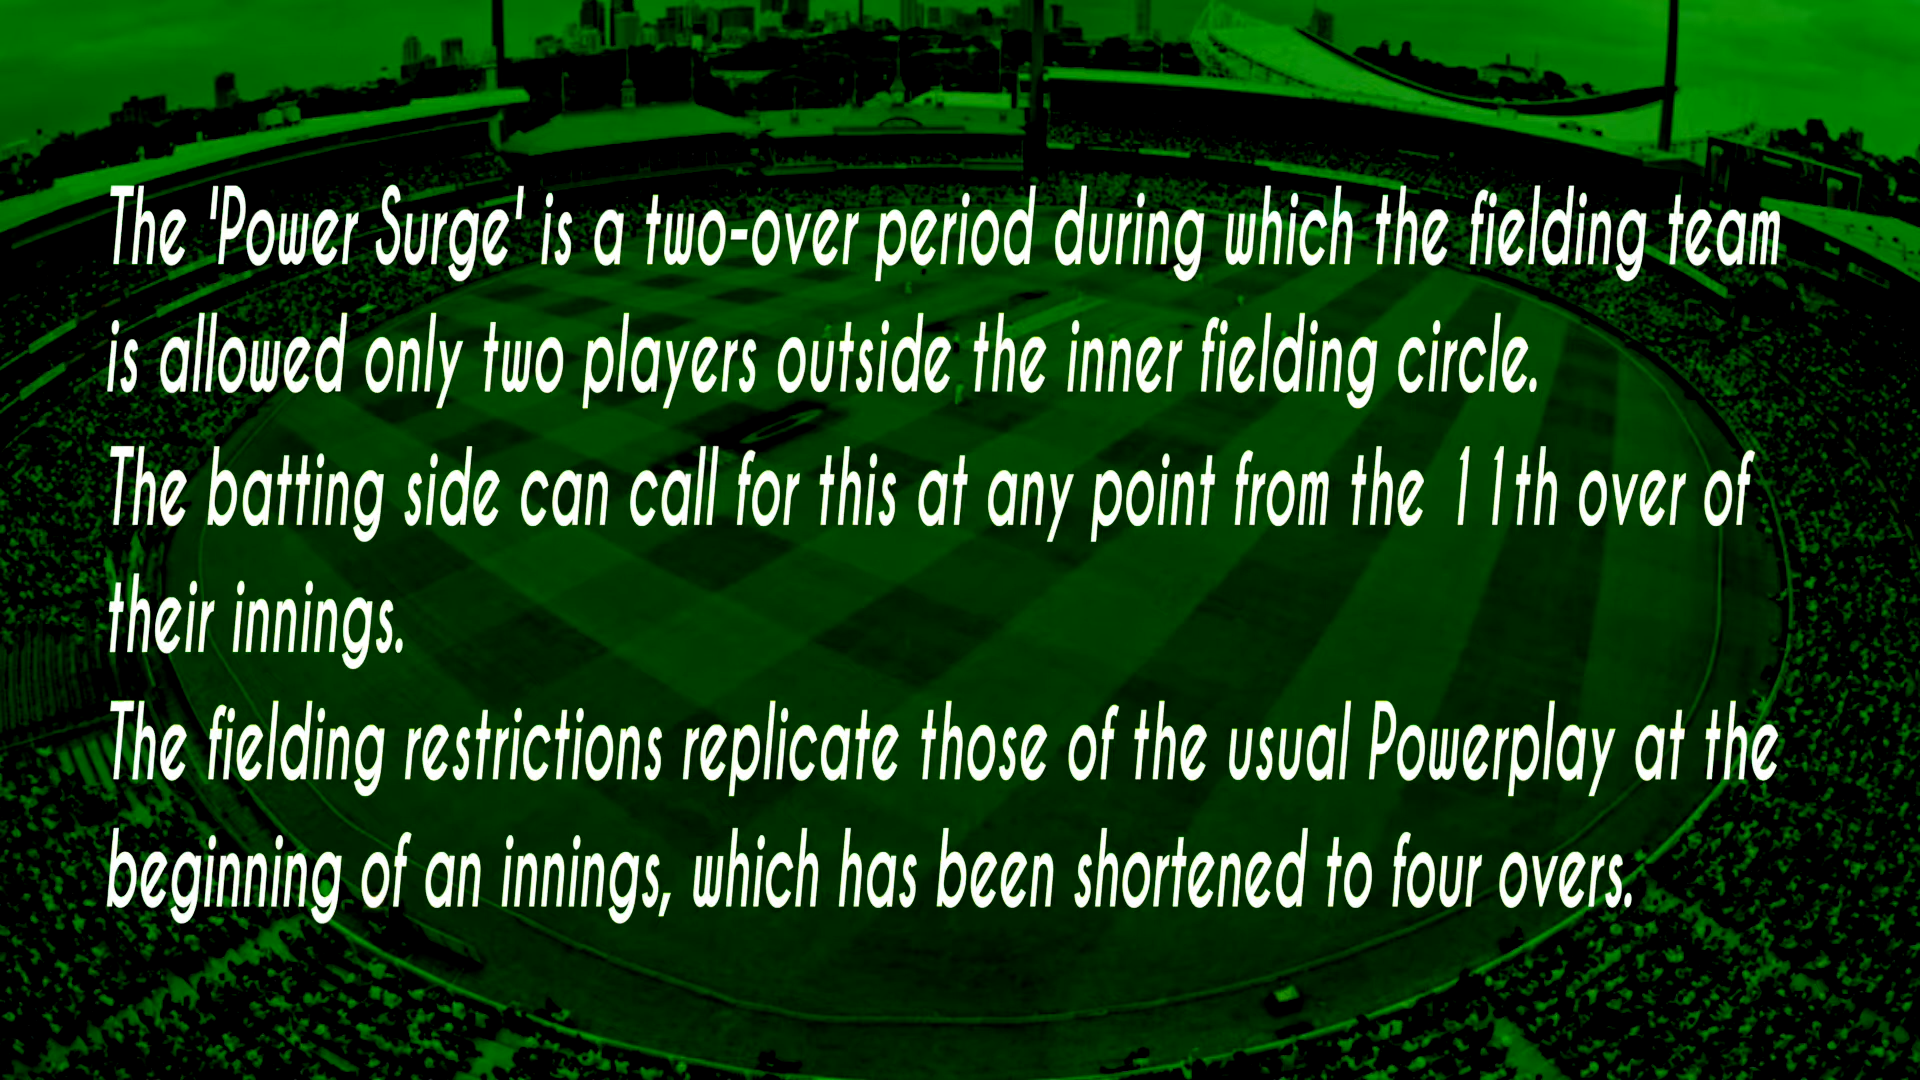 The 'Power Surge' is a two-over period during which the fielding team
is allowed only two players outside the inner fielding circle.
The batting side can call for this at any point from the 11th over of
their innings.
The fielding restrictions replicate those of the usual Powerplay at the
beginning of an innings, which has been shortened to four overs.